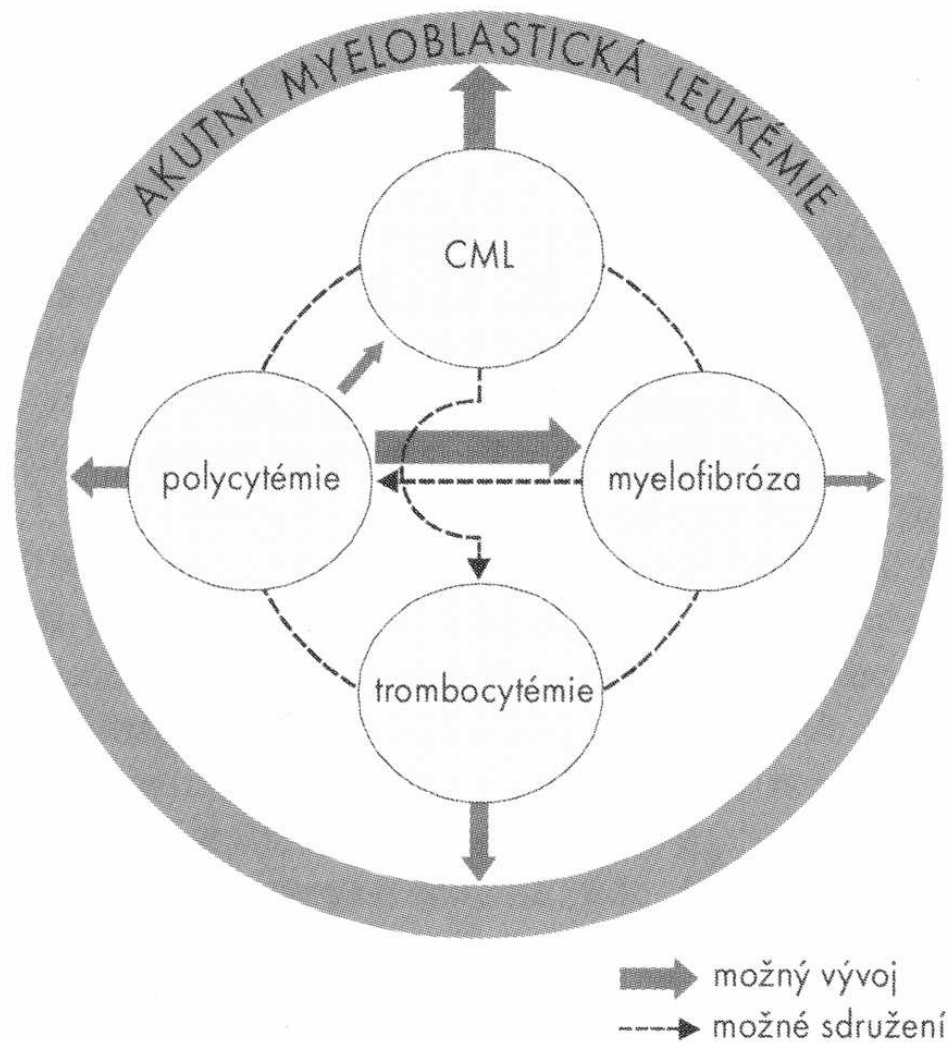 AKUTNÍ MYELOBLASTICKÁ LEUKÉMIE
CML
polycytémie
myelofibróza
trombocytémie
možný vývoj
možné sdružení